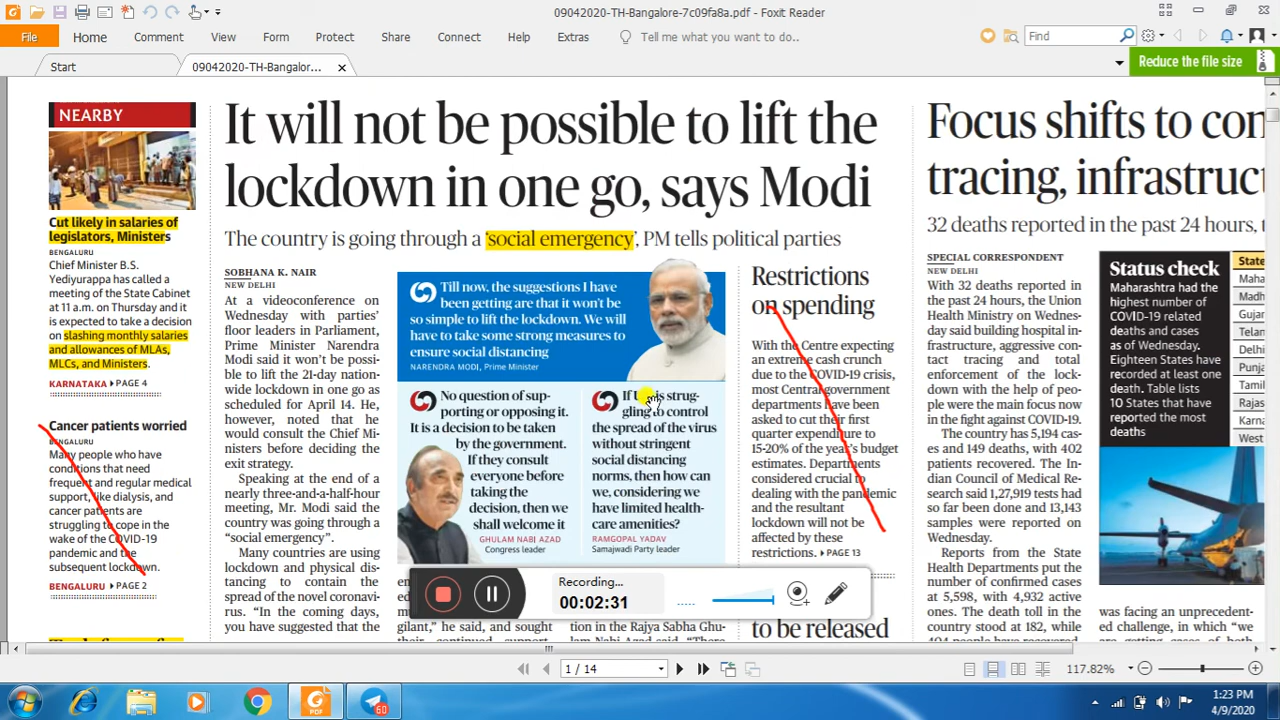 09042020-TH-Bangalore-7c09fa8a.pdf - Foxit Reader
File Home Comment View Form Protect Share Connect Help Extras Tell me what you want to do.. Find
Start 09042020-TH-Bangalor... Reduce the file size
NEARBY
Cut likely in salaries of
legislators, Ministers
BENGALURU
Chief Minister B.S.
Yediyurappa has called a
meeting of the State Cabinet
at 11 a.m. on Thursday and it
is expected to take a decision
on slashing monthly salaries
and allowances of MLAs,
MLCs, and Ministers.
KARNATAKA PAGE 4
Cancer patients worried
BENGALURU
Many people who have
conditions that need
frequent and regular medical
support, like dialysis, and
cancer patients are
struggling to cope in the
wake of the COVID-19
pandemic and the
subsequent lockdown.
BENGALURU PAGE 2
It will not be possible to lift the
lockdown in one go, says Modi
The country is going through a ‘social emergency’, PM tells political parties
SOBHANA K. NAIR
NEW DELHI
At a videoconference on
Wednesday with parties’
floor leaders in Parliament,
Prime Minister Narendra
Modi said it won’t be possi-
ble to lift the 21-day nation-
wide lockdown in one go as
scheduled for April 14. He,
however, noted that he
would consult the Chief Mi-
nisters before deciding the
exit strategy.
Speaking at the end of a
nearly three-and-a-half-hour
meeting, Mr. Modi said the
country was going through a
“social emergency”.
Many countries are using
lockdown and physical dis-
tancing to contain the
spread of the novel coronavi-
rus. “In the coming days,
you have suggested that the
Till now, the suggestions I have
been getting are that it won’t be
so simple to lift the lockdown. We will
have to take some strong measures to
ensure social distancing
NARENDRA MODI, Prime Minister
No question of sup-
porting or opposing it.
It is a decision to be taken
by the government.
If they consult
everyone before
taking the
decision, then we
shall welcome it
GHULAM NABI AZAD
Congress leader
If strug-
gling to control
the spread of the virus
without stringent
social distancing
norms, then how can
we, considering we
have limited health-
care amenities?
RAMGOPAL YADAV
Samajwadi Party leader
gilant,” he said, and sought
tion in the Rajya Sabha Ghu-
Restrictions
on spending
With the Centre expecting
an extreme cash crunch
due to the COVID-19 crisis,
most Central government
departments have been
asked to cut their first
quarter expenditure to
15-20% of the year’s budget
estimates. Departments
considered crucial to
dealing with the pandemic
and the resultant
lockdown will not be
affected by these
restrictions. PAGE 13
to be released
Focus shifts to con
tracing, infrastruct
32 deaths reported in the past 24 hours, t
SPECIAL CORRESPONDENT
NEW DELHI
With 32 deaths reported in
the past 24 hours, the Union
Health Ministry on Wednes-
day said building hospital in-
frastructure, aggressive con-
tact tracing and total
enforcement of the lock-
down with the help of peo-
ple were the main focus now
in the fight against COVID-19.
The country has 5,194 cas-
es and 149 deaths, with 402
patients recovered. The In-
dian Council of Medical Re-
search said 1,27,919 tests had
so far been done and 13,143
samples were reported on
Wednesday.
Reports from the State
Health Departments put the
number of confirmed cases
at 5,598, with 4,932 active
ones. The death toll in the
country stood at 182, while
Status check
Maharashtra had the
highest number of
COVID-19 related
deaths and cases
as of Wednesday.
Eighteen States have
recorded at least one
death. Table lists
10 States that have
reported the most
deaths
State
Maha
Madh
Gujar
Telan
Delhi
Punja
Tamil
Rajas
Karna
West
was facing an unprecedent-
ed challenge, in which “we
Recording...
00:02:31
1 / 14
117.82%
1:23 PM
4/9/2020